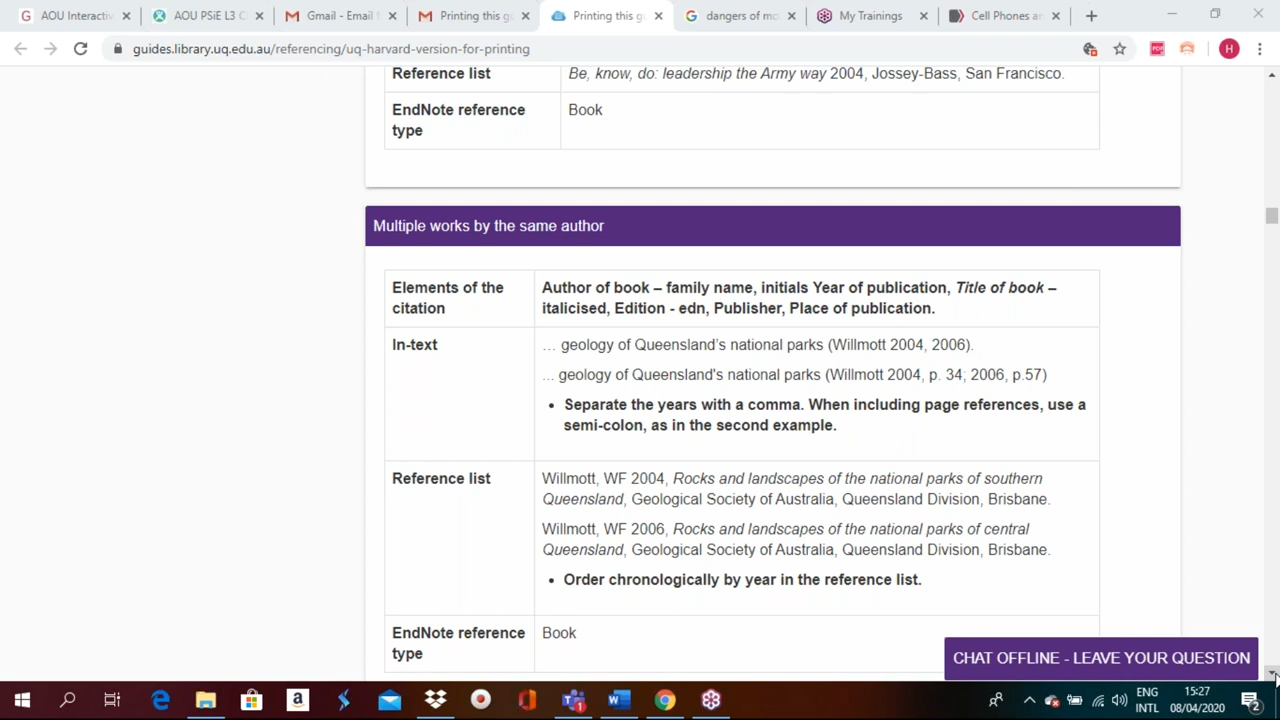 AOU Interactiv
AOU PSiE L3 C
Gmail - Email
Printing this gu
Printing this g
dangers of mo
My Trainings
Cell Phones an
guides.library.uq.edu.au/referencing/uq-harvard-version-for-printing
PDF
H
Reference list
Be, know, do: leadership the Army way 2004, Jossey-Bass, San Francisco.
EndNote reference
type
Book
Multiple works by the same author
Elements of the
citation
Author of book – family name, initials Year of publication, Title of book –
italicised, Edition - edn, Publisher, Place of publication.
In-text
… geology of Queensland’s national parks (Willmott 2004, 2006).
... geology of Queensland's national parks (Willmott 2004, p. 34; 2006, p.57)
• Separate the years with a comma. When including page references, use a
semi-colon, as in the second example.
Reference list
Willmott, WF 2004, Rocks and landscapes of the national parks of southern
Queensland, Geological Society of Australia, Queensland Division, Brisbane.
Willmott, WF 2006, Rocks and landscapes of the national parks of central
Queensland, Geological Society of Australia, Queensland Division, Brisbane.
• Order chronologically by year in the reference list.
EndNote reference
type
Book
CHAT OFFLINE - LEAVE YOUR QUESTION
ENG
INTL
15:27
08/04/2020
2